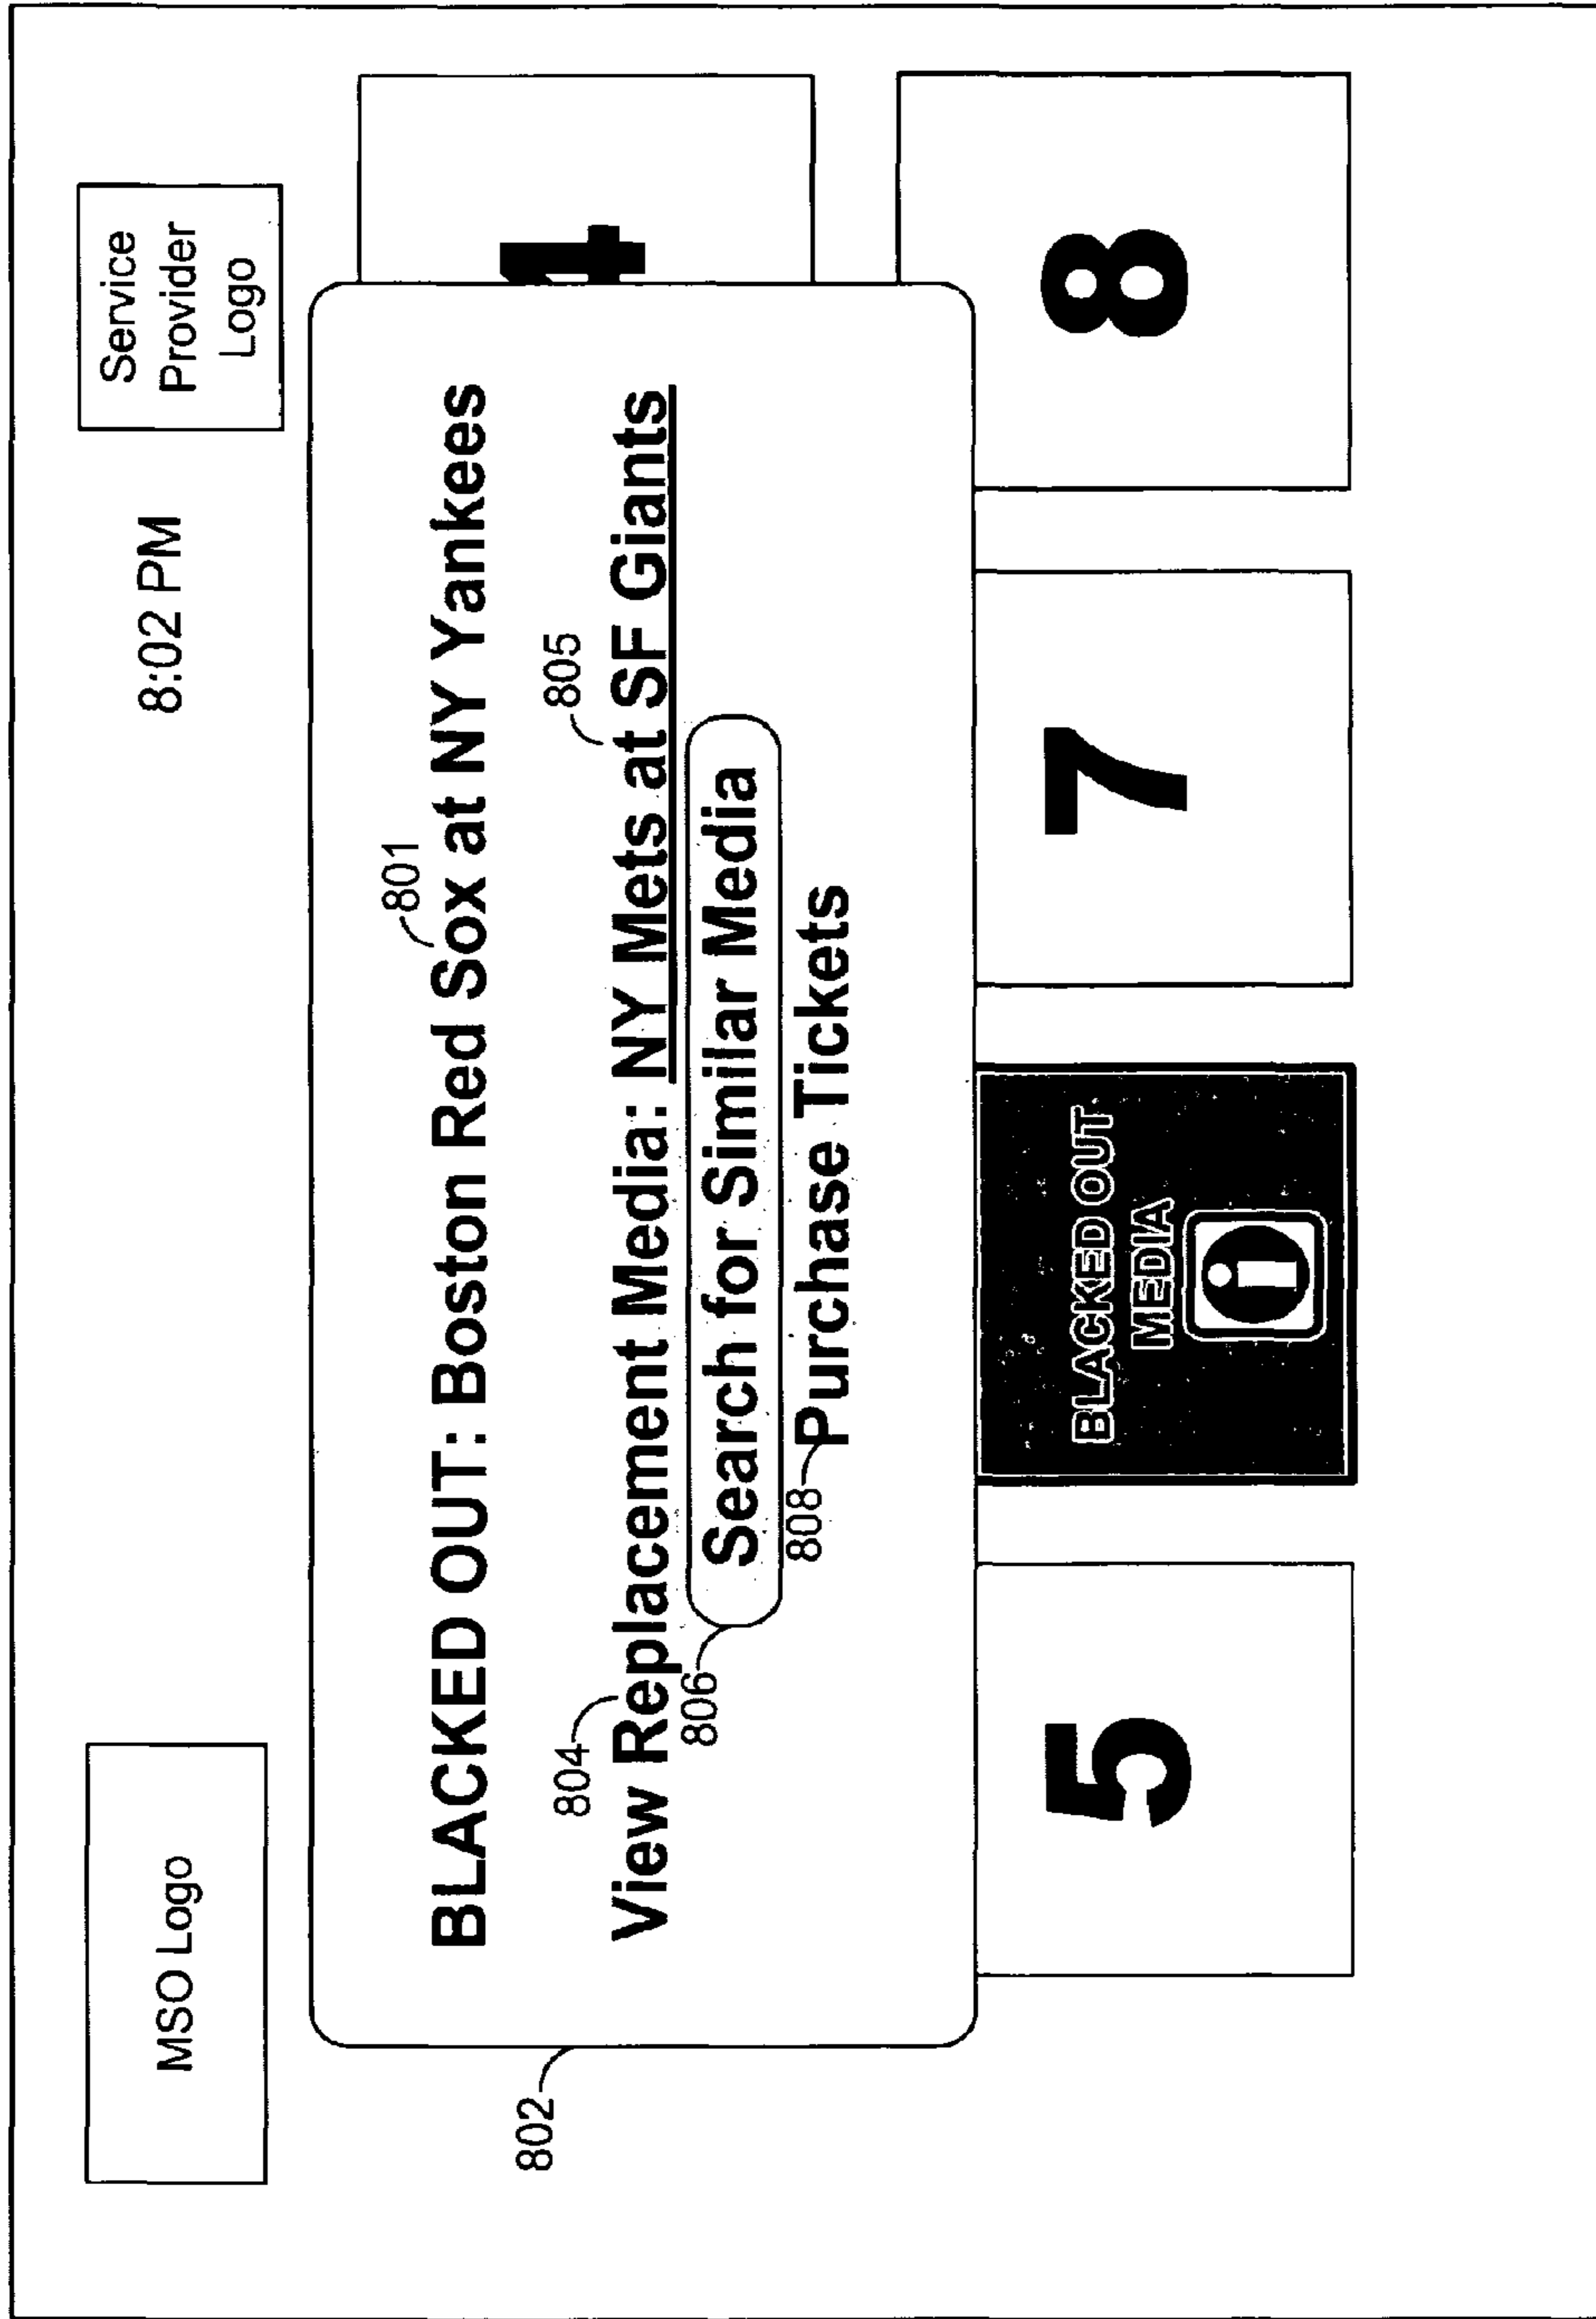 MSO Logo
8:02 PM
Service
Provider
Logo
802
801
BLACKED OUT: Boston Red Sox at NY Yankees
804
805
View Replacement Media: NY Mets at SF Giants
806
Search for Similar Media
808
Purchase Tickets
4
5
BLACKED OUT
MEDIA
i
7
8